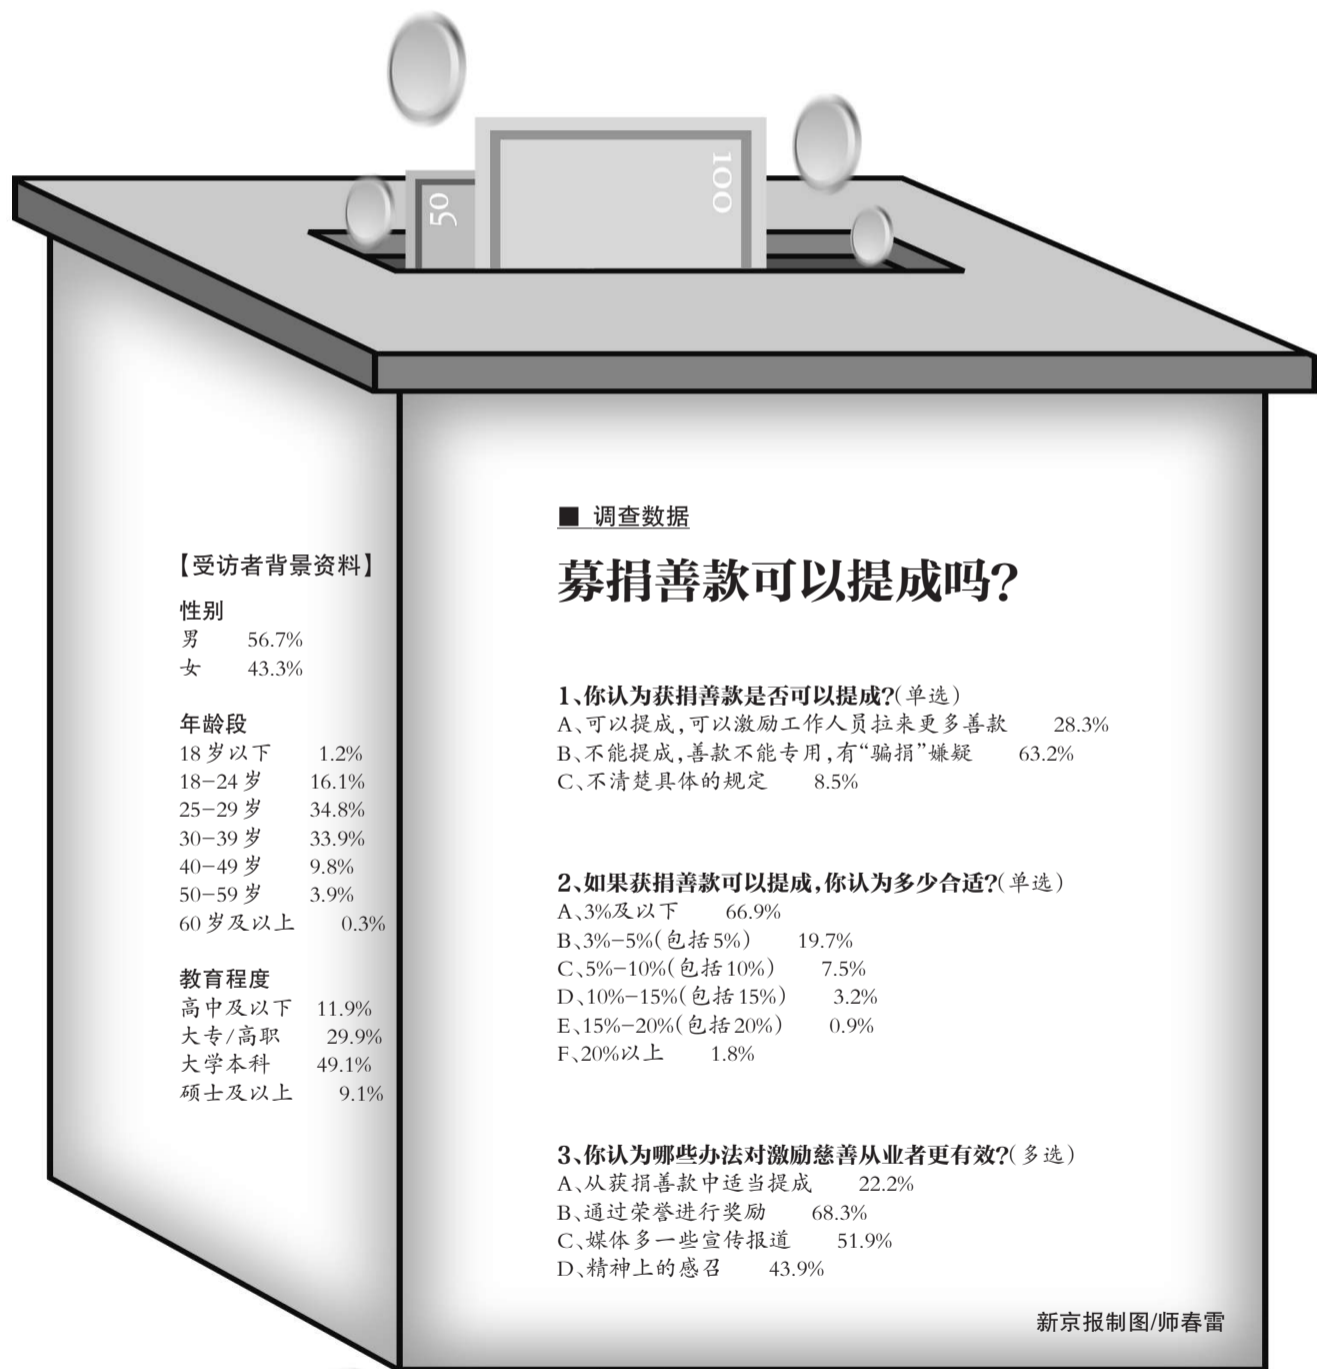 50
100
【受访者背景资料】
性别
男 56.7%
女 43.3%
年龄段
18岁以下 1.2%
18-24岁 16.1%
25-29岁 34.8%
30-39岁 33.9%
40-49岁 9.8%
50-59岁 3.9%
60岁及以上 0.3%
教育程度
高中及以下 11.9%
大专/高职 29.9%
大学本科 49.1%
硕士及以上 9.1%
■ 调查数据
募捐善款可以提成吗?
1、你认为获捐善款是否可以提成?(单选)
A、可以提成,可以激励工作人员拉来更多善款 28.3%
B、不能提成,善款不能专用,有“骗捐”嫌疑 63.2%
C、不清楚具体的规定 8.5%
2、如果获捐善款可以提成,你认为多少合适?(单选)
A、3%及以下 66.9%
B、3%-5%(包括5%) 19.7%
C、5%-10%(包括10%) 7.5%
D、10%-15%(包括15%) 3.2%
E、15%-20%(包括20%) 0.9%
F、20%以上 1.8%
3、你认为哪些办法对激励慈善从业者更有效?(多选)
A、从获捐善款中适当提成 22.2%
B、通过荣誉进行奖励 68.3%
C、媒体多一些宣传报道 51.9%
D、精神上的感召 43.9%
新京报制图/师春雷